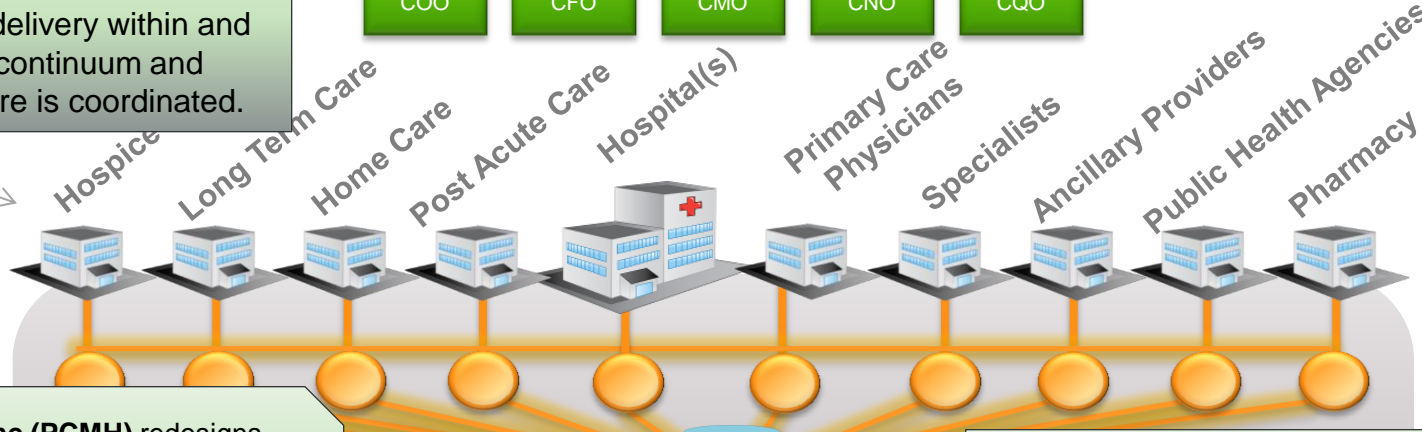 COO
CFO
CMO
CNO
CQO
delivery within and
continuum and
re is coordinated.
Hospice
Long Term Care
Home Care
Post Acute Care
Hospital(s)
Primary Care
Physicians
Specialists
Ancillary Providers
Public Health Agencies
Pharmacy
(PCMH) redesigns